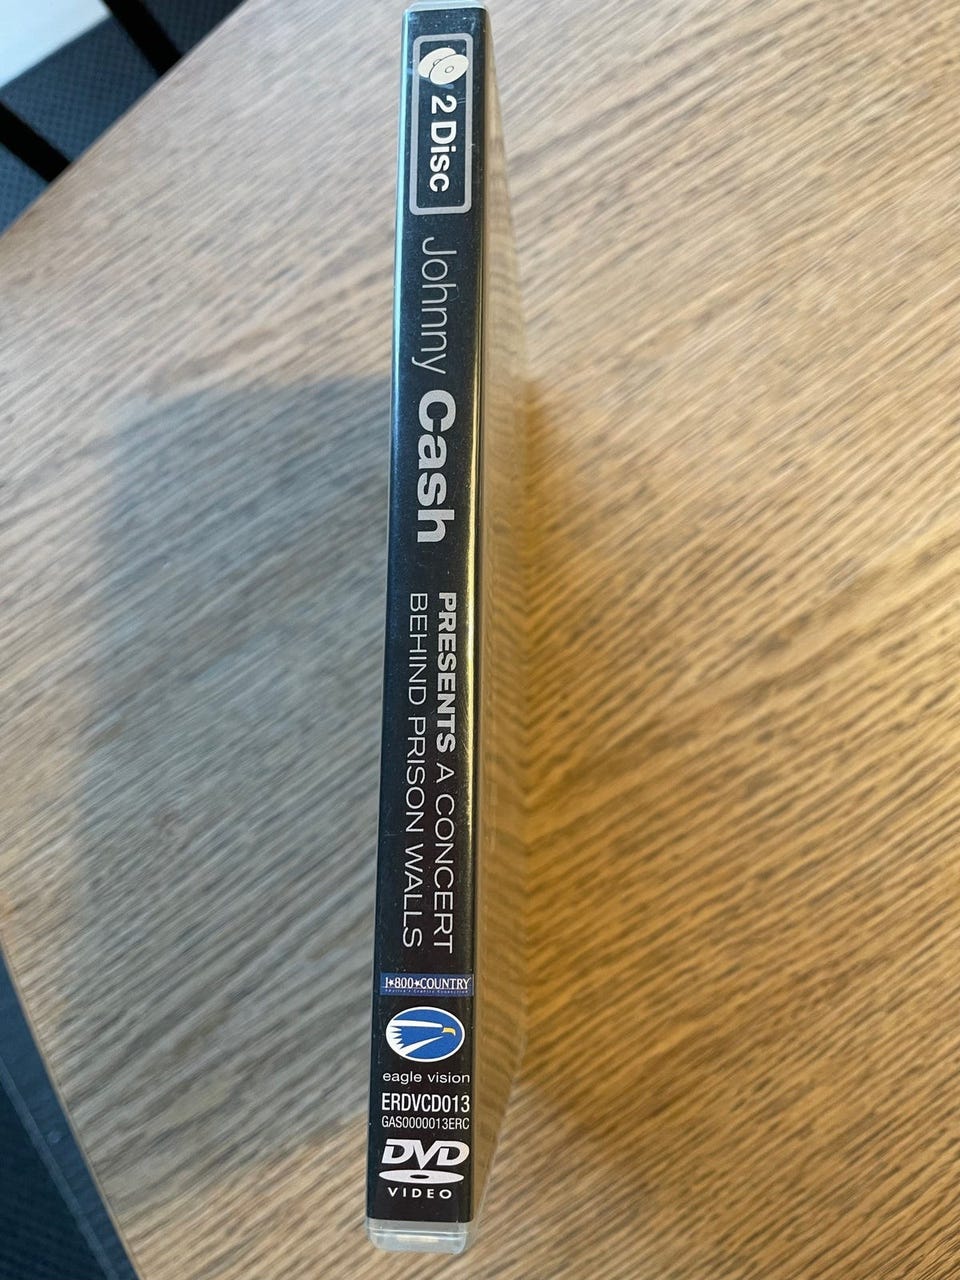 2 Disc
Johnny Cash
PRESENTS A CONCERT
BEHIND PRISON WALLS
1★800★COUNTRY
eagle vision
ERDVCD013
GAS0000013ERC
DVD
VIDEO